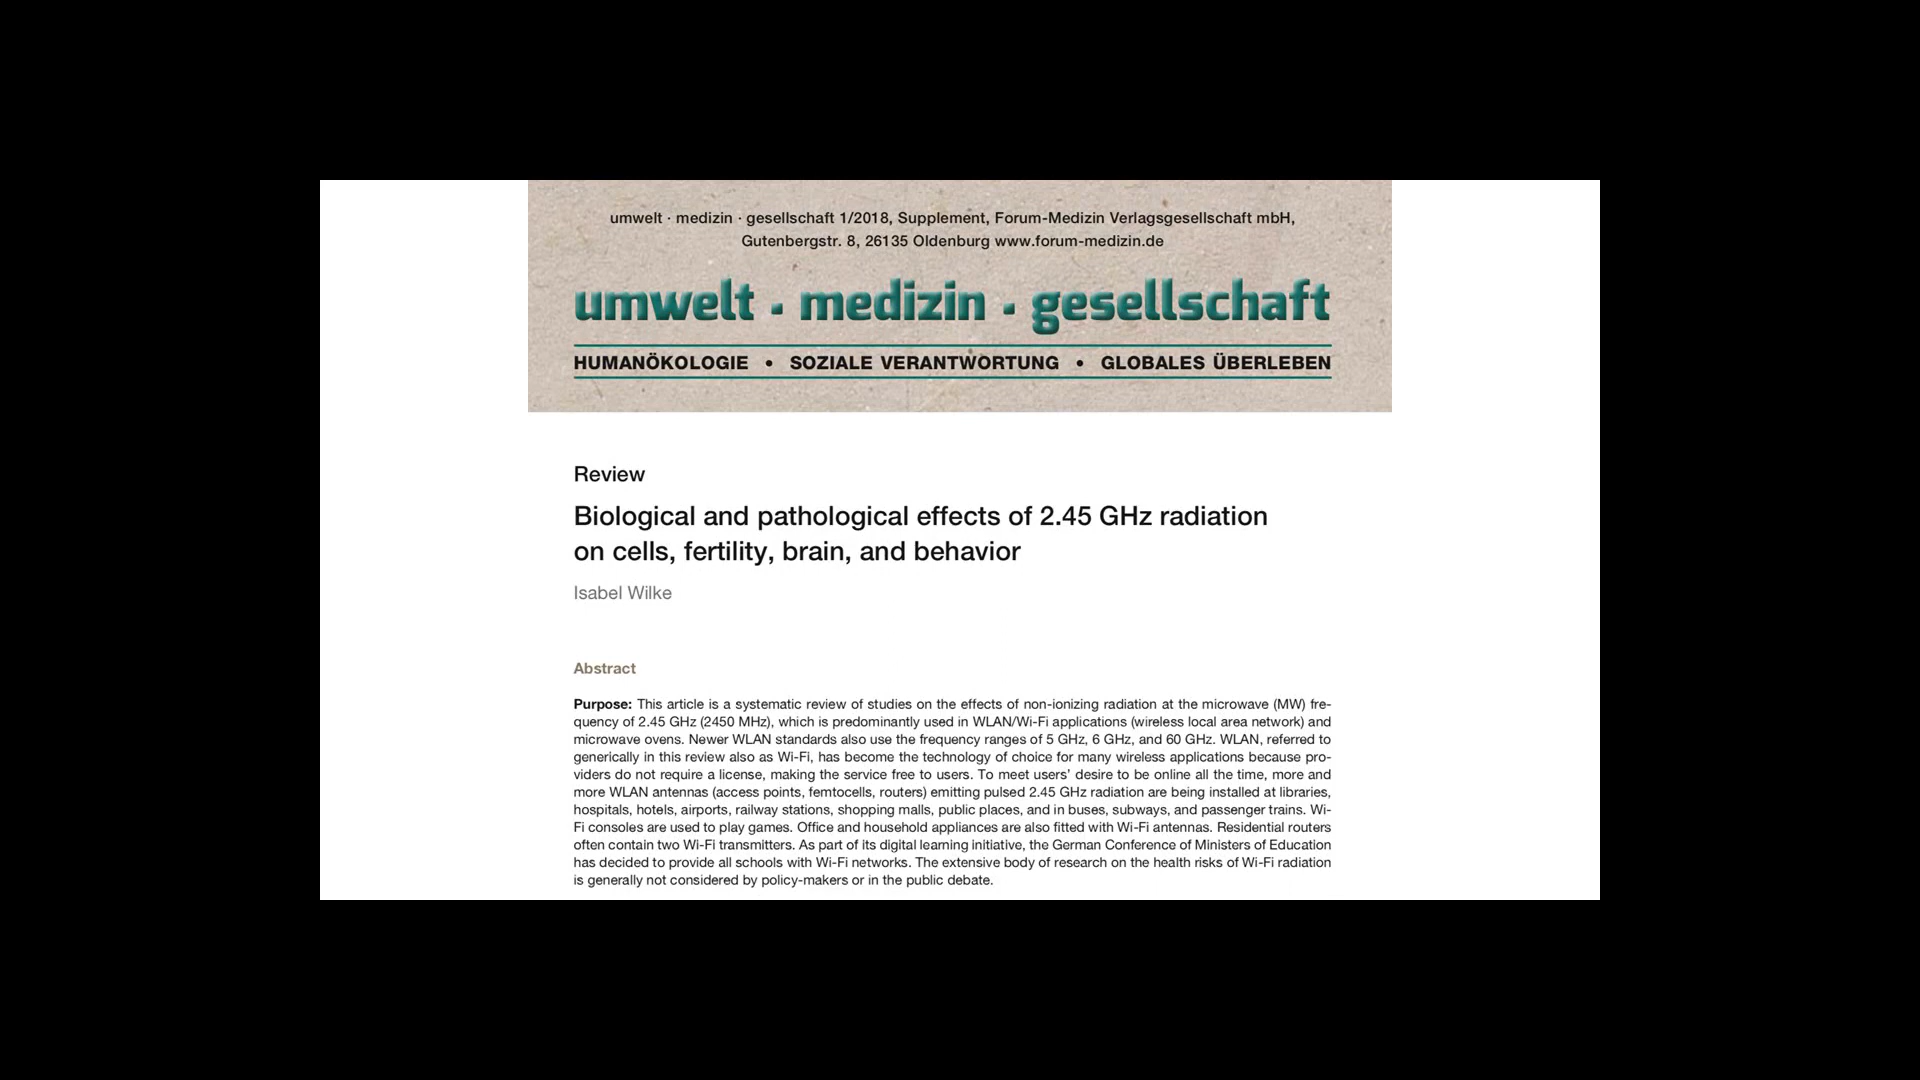 umwelt · medizin · gesellschaft 1/2018, Supplement, Forum-Medizin Verlagsgesellschaft mbH,
Gutenbergstr. 8, 26135 Oldenburg www.forum-medizin.de
umwelt · medizin · gesellschaft
HUMANÖKOLOGIE • SOZIALE VERANTWORTUNG • GLOBALES ÜBERLEBEN
Review
Biological and pathological effects of 2.45 GHz radiation
on cells, fertility, brain, and behavior
Isabel Wilke
Abstract
Purpose: This article is a systematic review of studies on the effects of non-ionizing radiation at the microwave (MW) fre-
quency of 2.45 GHz (2450 MHz), which is predominantly used in WLAN/Wi-Fi applications (wireless local area network) and
microwave ovens. Newer WLAN standards also use the frequency ranges of 5 GHz, 6 GHz, and 60 GHz. WLAN, referred to
generically in this review also as Wi-Fi, has become the technology of choice for many wireless applications because pro-
viders do not require a license, making the service free to users. To meet users’ desire to be online all the time, more and
more WLAN antennas (access points, femtocells, routers) emitting pulsed 2.45 GHz radiation are being installed at libraries,
hospitals, hotels, airports, railway stations, shopping malls, public places, and in buses, subways, and passenger trains. Wi-
Fi consoles are used to play games. Office and household appliances are also fitted with Wi-Fi antennas. Residential routers
often contain two Wi-Fi transmitters. As part of its digital learning initiative, the German Conference of Ministers of Education
has decided to provide all schools with Wi-Fi networks. The extensive body of research on the health risks of Wi-Fi radiation
is generally not considered by policy-makers or in the public debate.